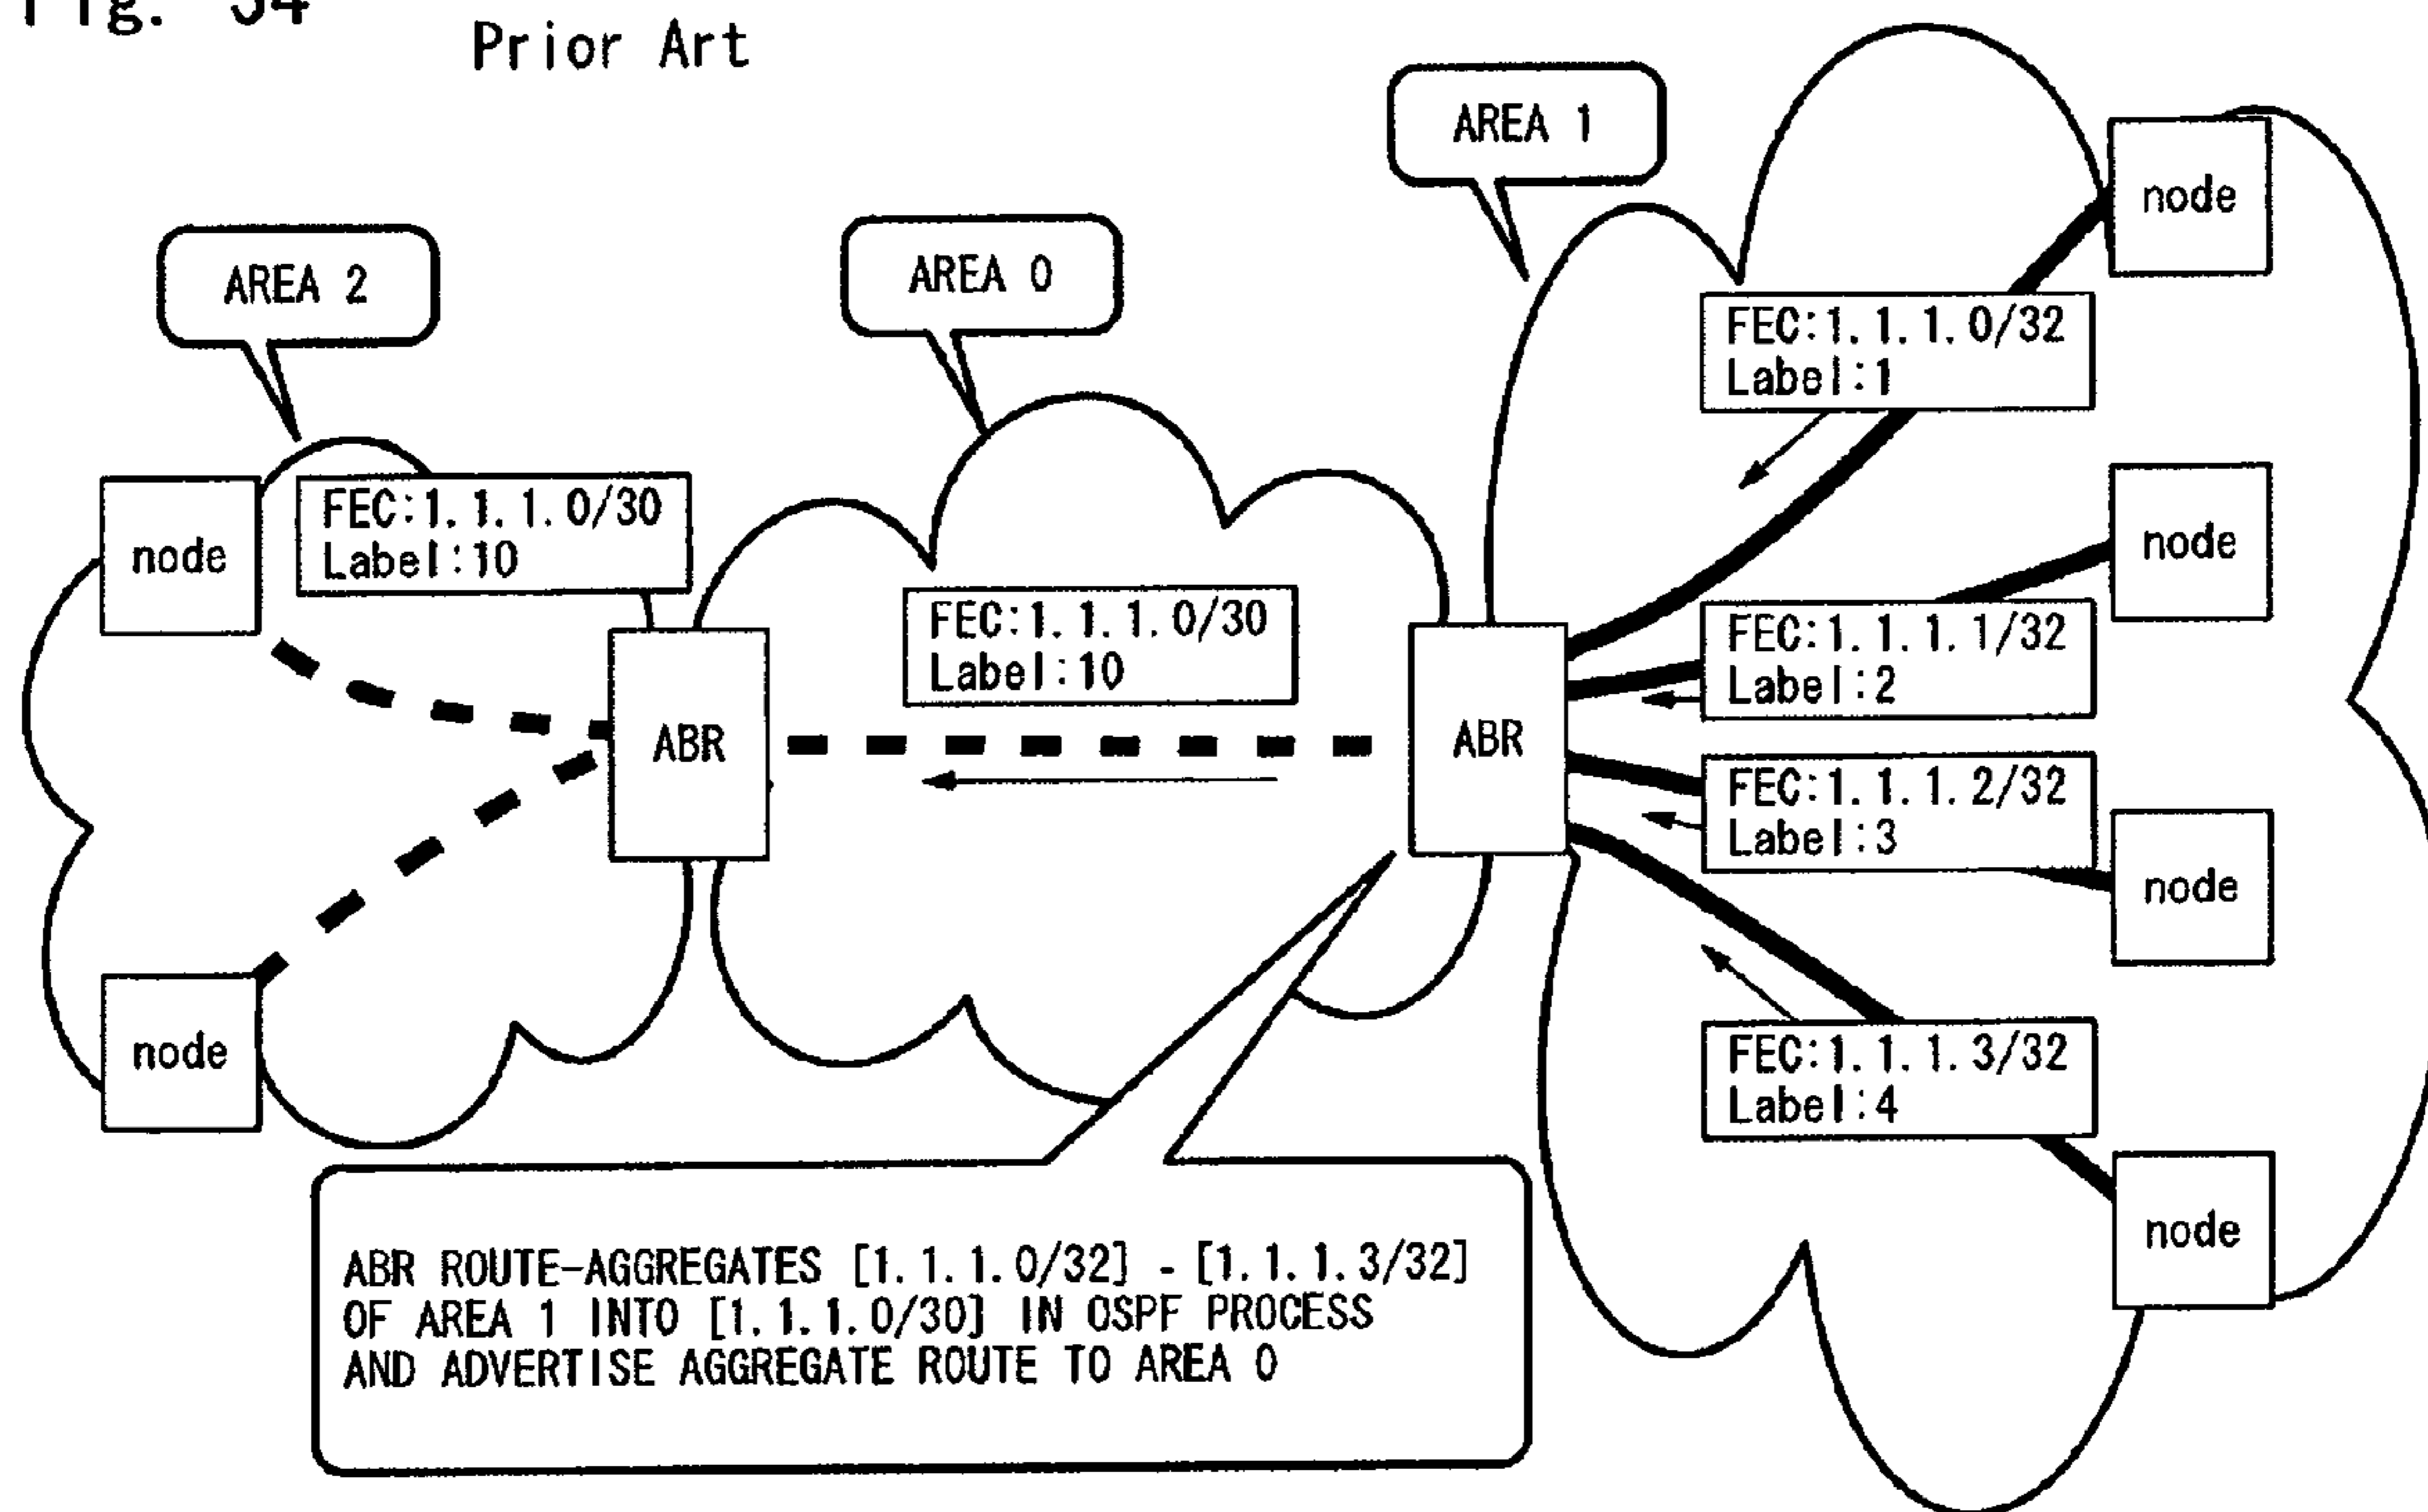 Fig. 34
Prior Art
AREA 1
AREA 2
AREA 0
node
FEC:1.1.1.0/32
Label:1
node
FEC:1.1.1.0/30
Label:10
node
FEC:1.1.1.0/30
Label:10
FEC:1.1.1.1/32
Label:2
ABR
ABR
FEC:1.1.1.2/32
Label:3
node
node
FEC:1.1.1.3/32
Label:4
node
ABR ROUTE-AGGREGATES [1.1.1.0/32] - [1.1.1.3/32]
OF AREA 1 INTO [1.1.1.0/30] IN OSPF PROCESS
AND ADVERTISE AGGREGATE ROUTE TO AREA 0